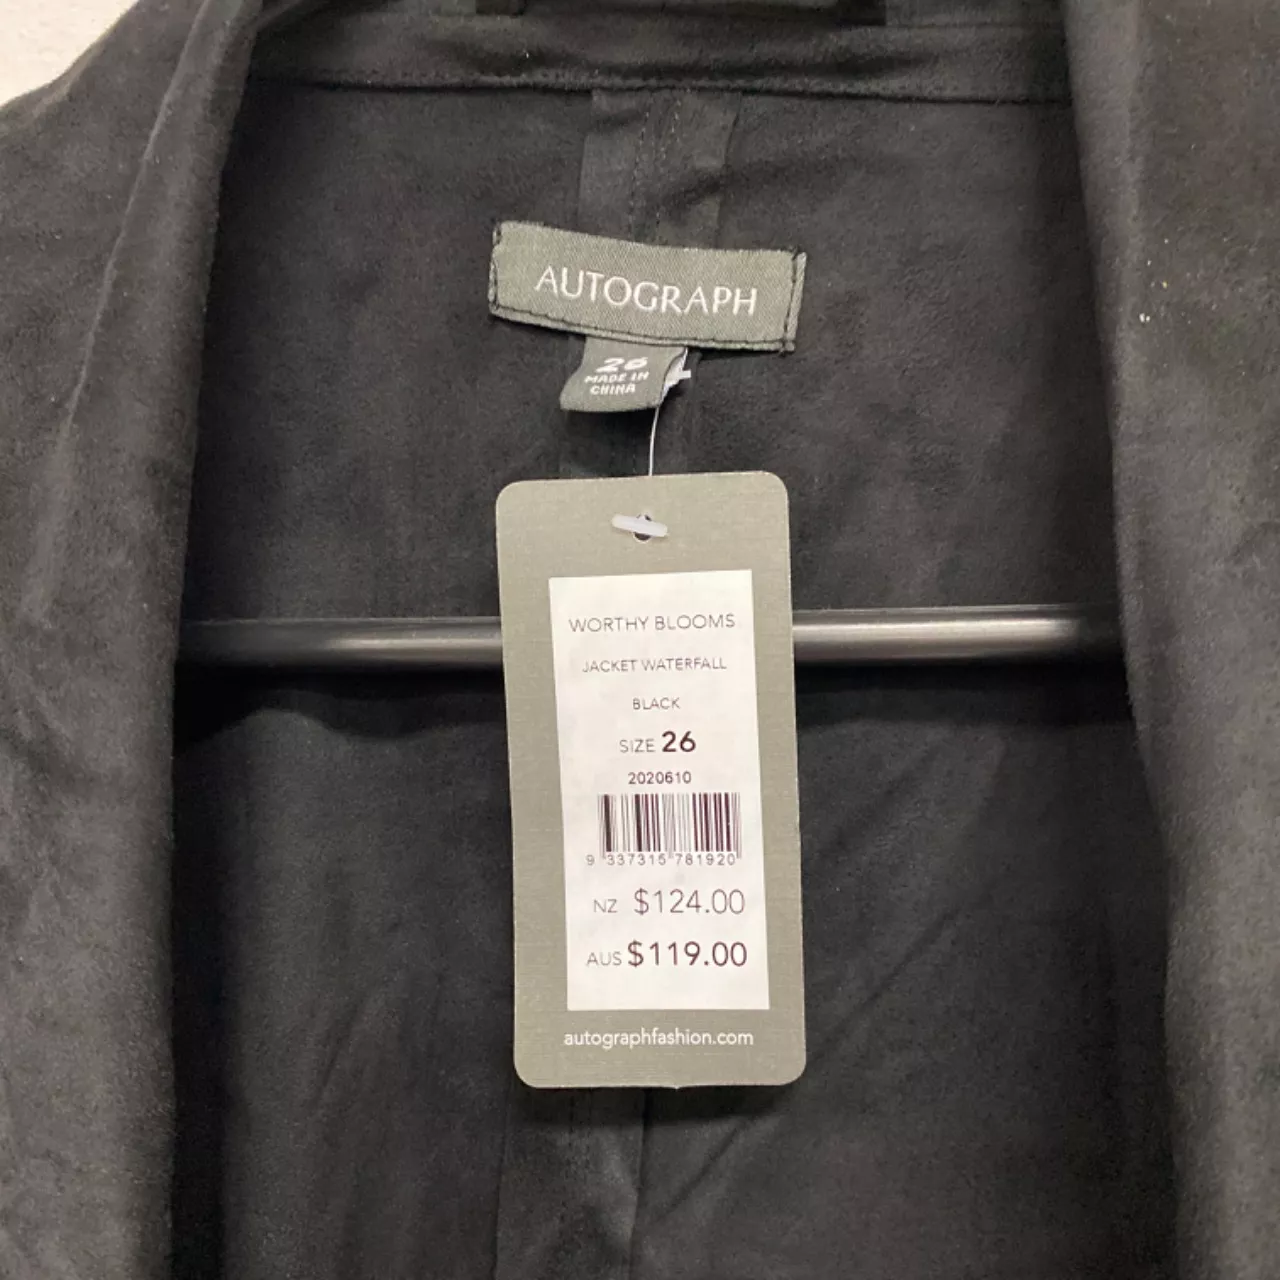 AUTOGRAPH
26
MADE IN
CHINA
WORTHY BLOOMS
JACKET WATERFALL
BLACK
SIZE 26
2020610
9 337315 781920
NZ $124.00
AUS $119.00
autographfashion.com